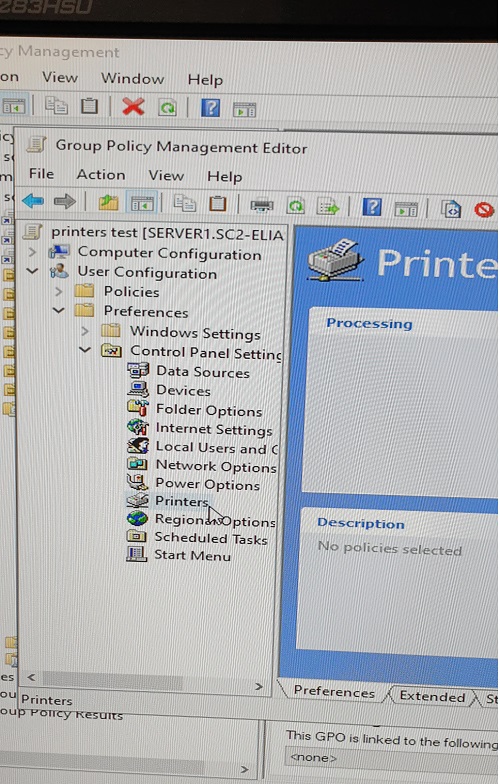 283HSU
cy Management
on View Window Help
Group Policy Management Editor
File Action View Help
printers test [SERVER1.SC2-ELIA
Computer Configuration
User Configuration
Policies
Preferences
Windows Settings
Control Panel Setting
Data Sources
Devices
Folder Options
Internet Settings
Local Users and G
Network Options
Power Options
Printers
Regional Options
Scheduled Tasks
Start Menu
Printe
Processing
Description
No policies selected
Preferences Extended St
Printers
oup Policy Results
This GPO is linked to the following
<none>